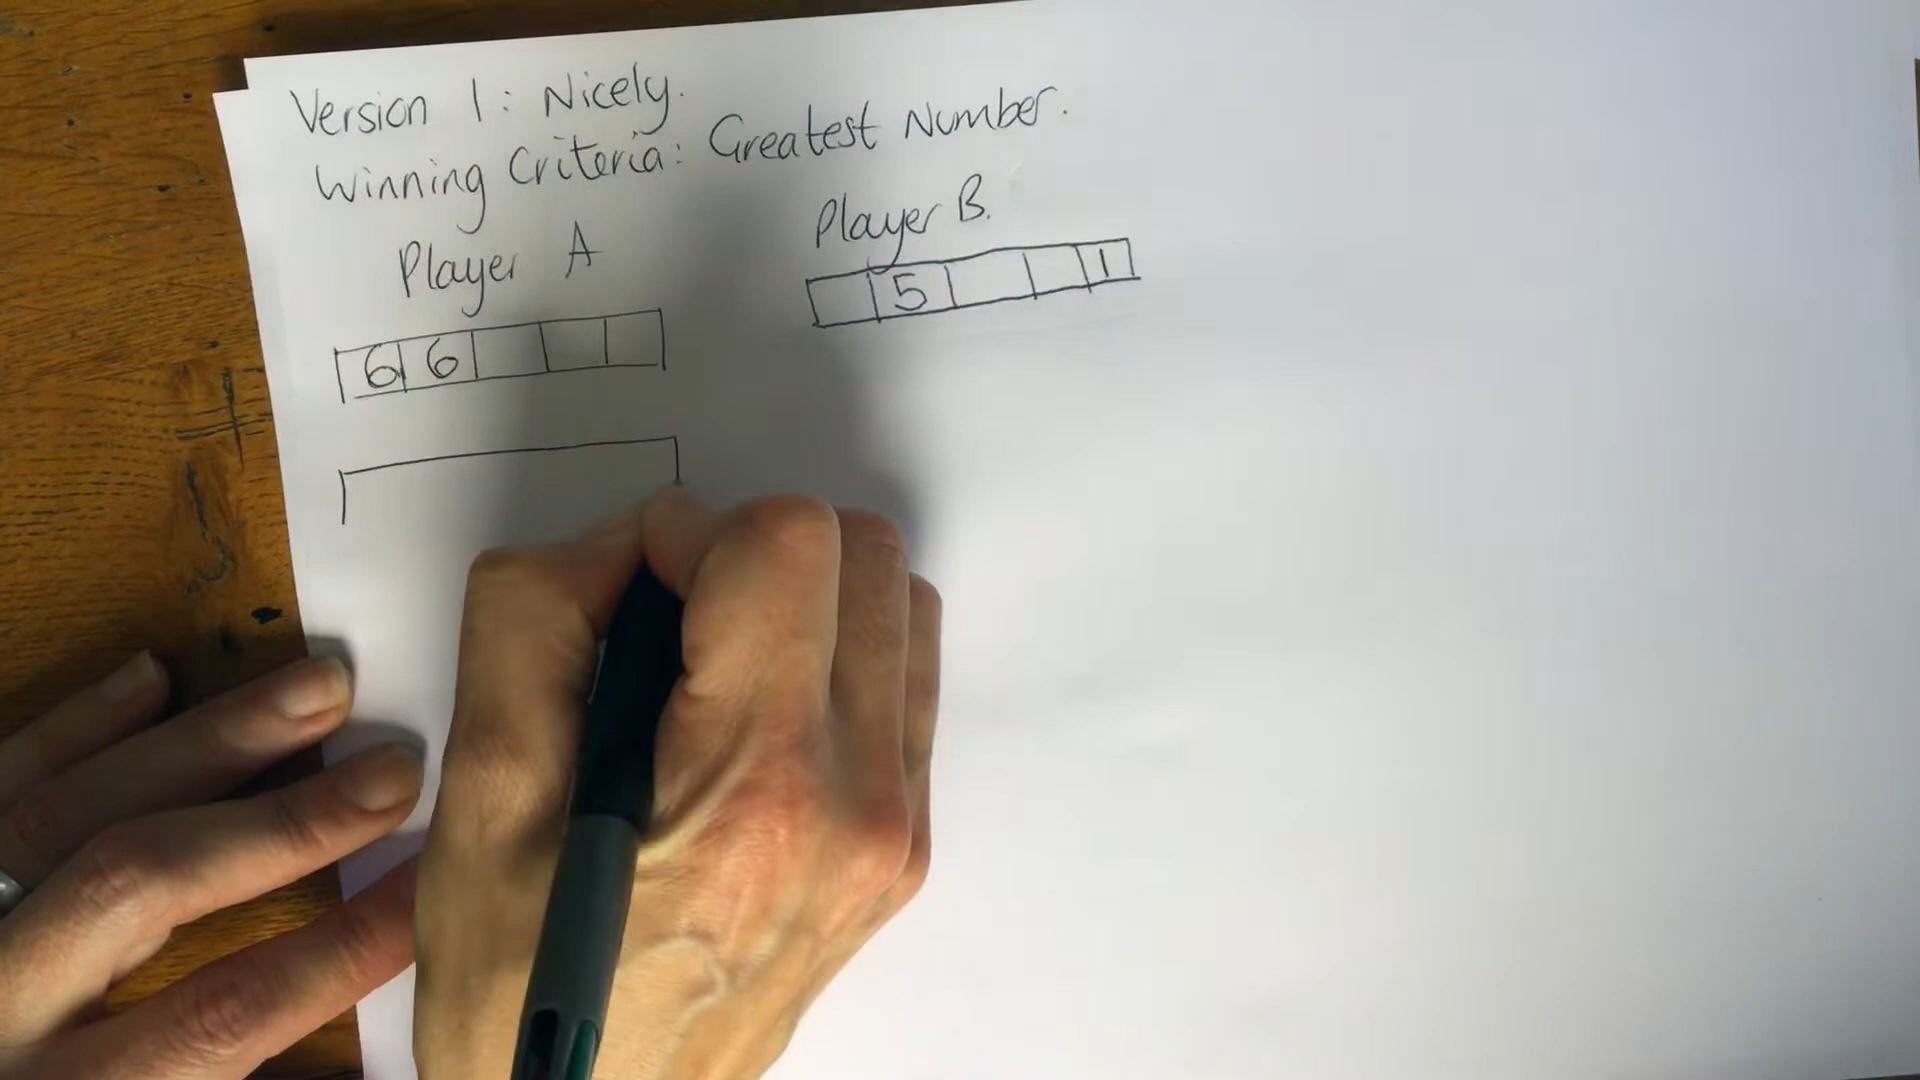 Version 1: Nicely.
Winning Criteria: Greatest Number.
Player A
Player B.
6 6
5 1